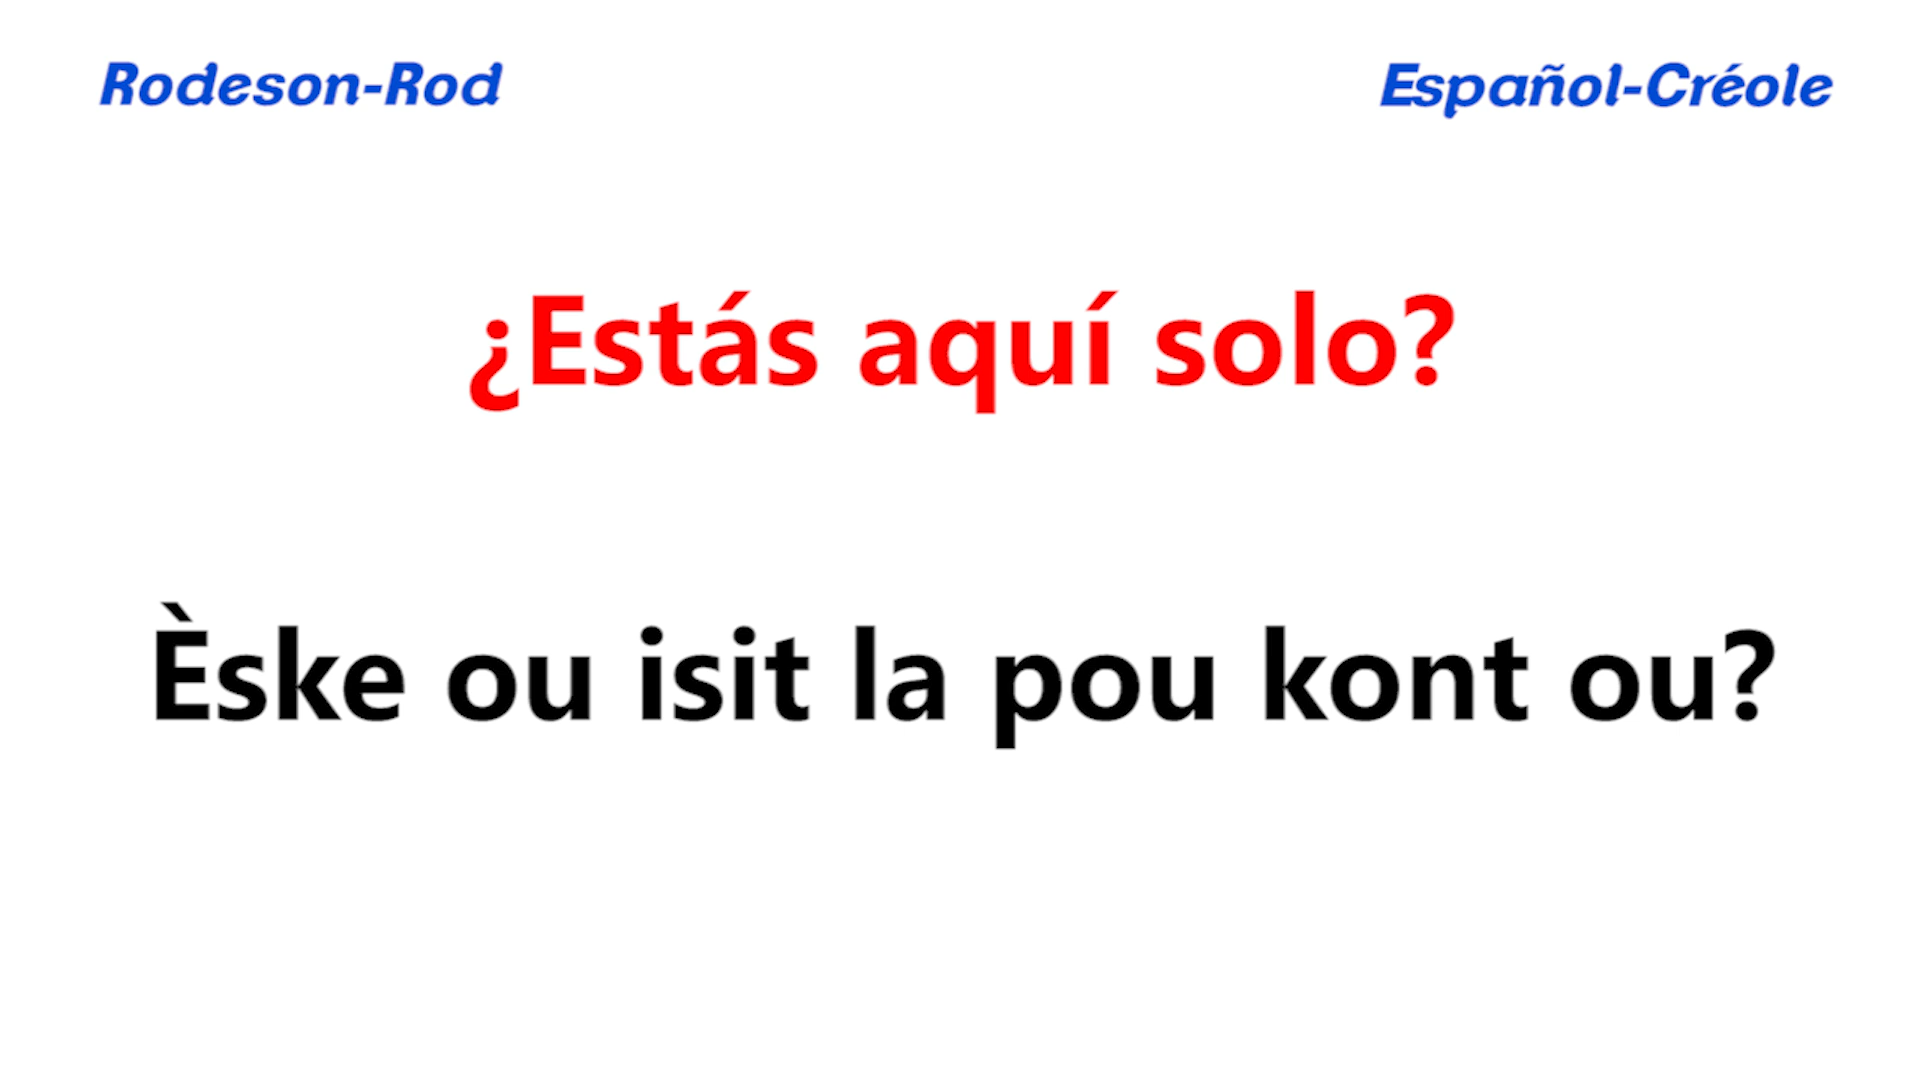 Rodeson-Rod Español-Créole
¿Estás aquí solo?
Èske ou isit la pou kont ou?